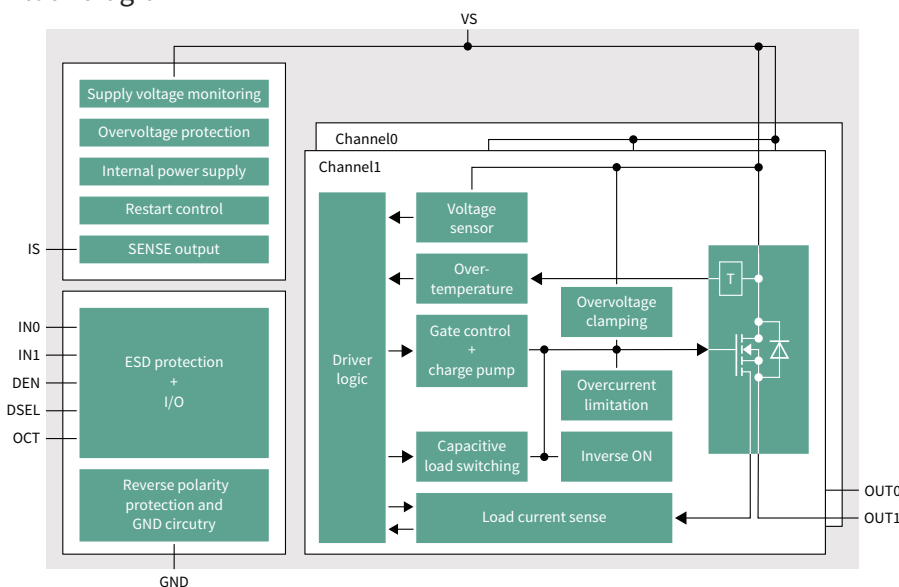 VS
Supply voltage monitoring
Overvoltage protection
Internal power supply
Restart control
SENSE output
IS
IN0
IN1
DEN
DSEL
OCT
ESD protection
+
I/O
Reverse polarity
protection and
GND circutry
GND
Channel0
Channel1
Driver
logic
Voltage
sensor
Over-
temperature
Gate control
+
charge pump
Capacitive
load switching
Load current sense
Overvoltage
clamping
Overcurrent
limitation
Inverse ON
T
OUT0
OUT1